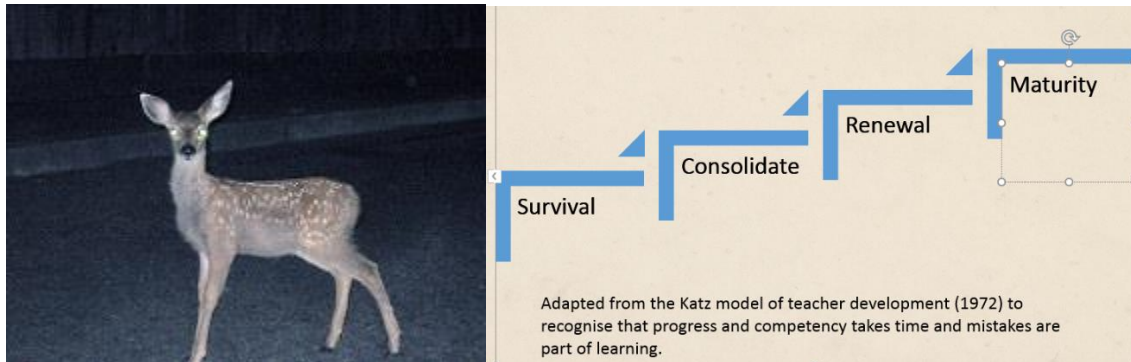 Survival
Consolidate
Renewal
Maturity
Adapted from the Katz model of teacher development (1972) to
recognise that progress and competency takes time and mistakes are
part of learning.